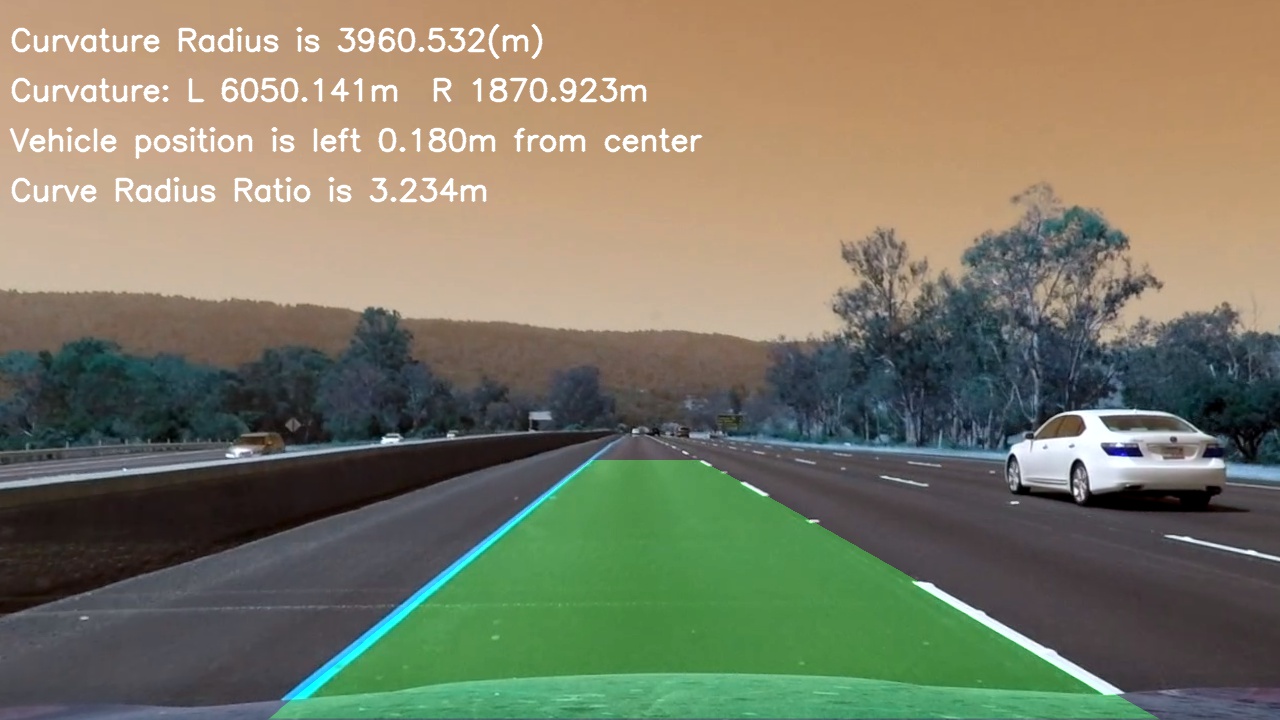 Curvature Radius is 3960.532(m)
Curvature: L 6050.141m R 1870.923m
Vehicle position is left 0.180m from center
Curve Radius Ratio is 3.234m